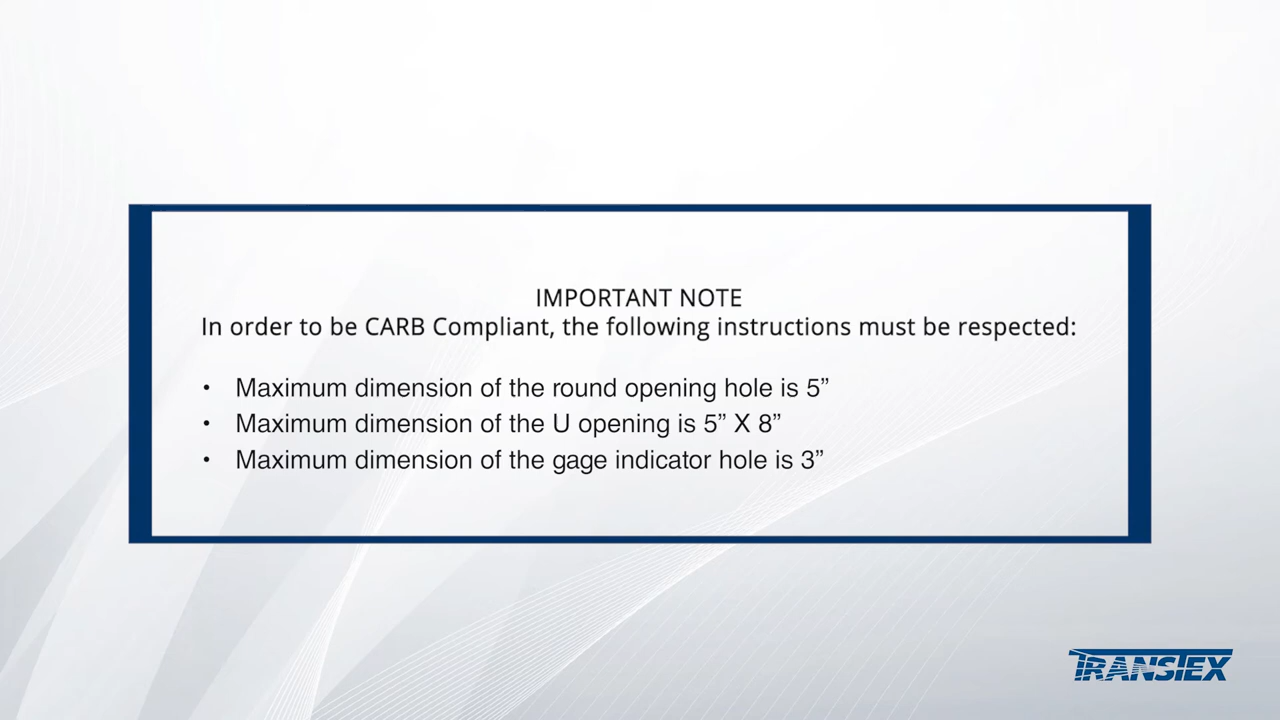 IMPORTANT NOTE
In order to be CARB Compliant, the following instructions must be respected:
• Maximum dimension of the round opening hole is 5”
• Maximum dimension of the U opening is 5” X 8”
• Maximum dimension of the gage indicator hole is 3”
TRANSTEX